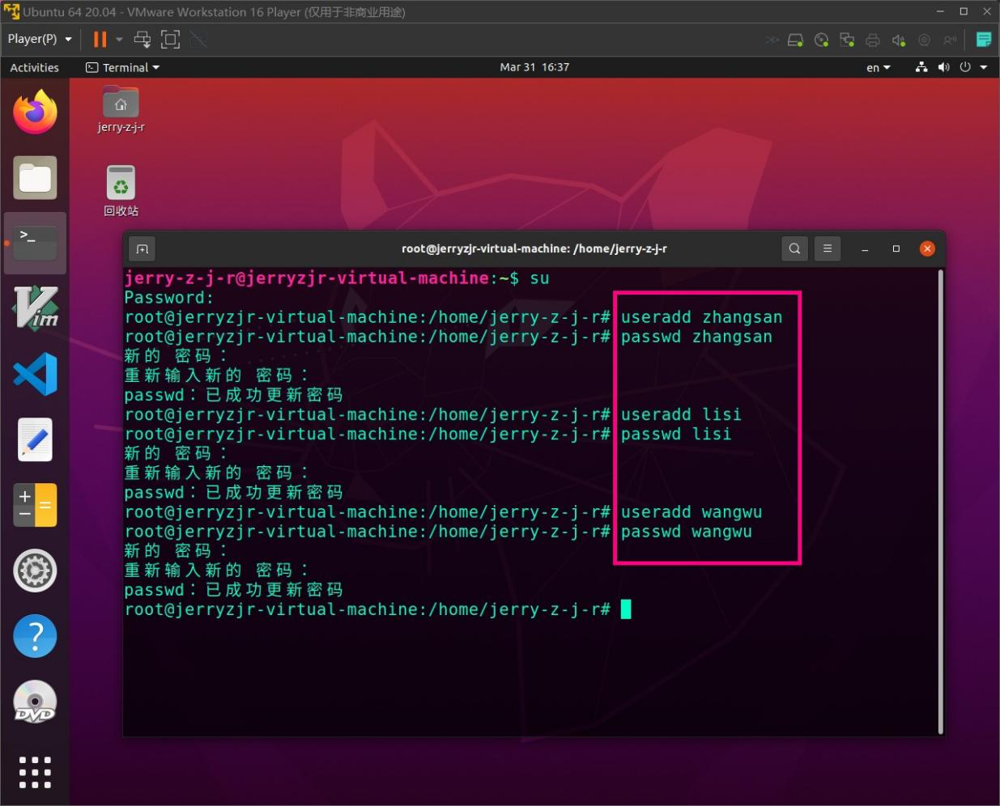 Ubuntu 64 20.04 - VMware Workstation 16 Player (仅用于非商业用途)
Player(P)
Activities
Terminal
Mar 31 16:37
en
jerry-z-j-r
回收站
root@jerryzjr-virtual-machine: /home/jerry-z-j-r
jerry-z-j-r@jerryzjr-virtual-machine:~$ su
Password:
root@jerryzjr-virtual-machine:/home/jerry-z-j-r# useradd zhangsan
root@jerryzjr-virtual-machine:/home/jerry-z-j-r# passwd zhangsan
新的 密码：
重新输入新的 密码：
passwd：已成功更新密码
root@jerryzjr-virtual-machine:/home/jerry-z-j-r# useradd lisi
root@jerryzjr-virtual-machine:/home/jerry-z-j-r# passwd lisi
新的 密码：
重新输入新的 密码：
passwd：已成功更新密码
root@jerryzjr-virtual-machine:/home/jerry-z-j-r# useradd wangwu
root@jerryzjr-virtual-machine:/home/jerry-z-j-r# passwd wangwu
新的 密码：
重新输入新的 密码：
passwd：已成功更新密码
root@jerryzjr-virtual-machine:/home/jerry-z-j-r#
Vim
DVD